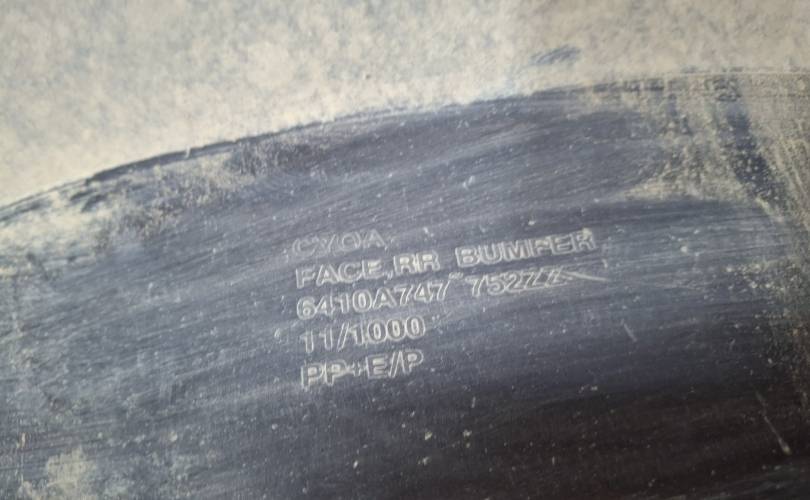 CY0A
FACE,RR BUMPER
6410A747 752ZZ
11/1000
PP+E/P